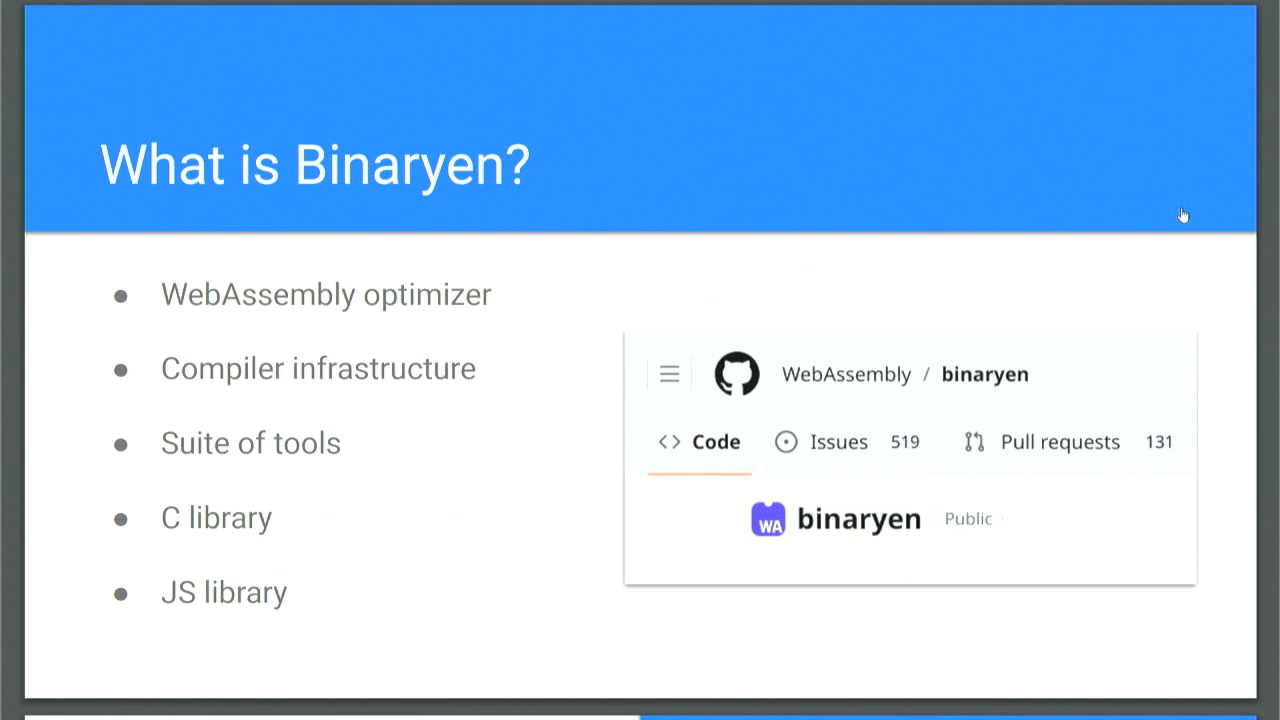 What is Binaryen?
● WebAssembly optimizer
● Compiler infrastructure
● Suite of tools
● C library
● JS library
WebAssembly / binaryen
<> Code Issues 519 Pull requests 131
WA binaryen Public